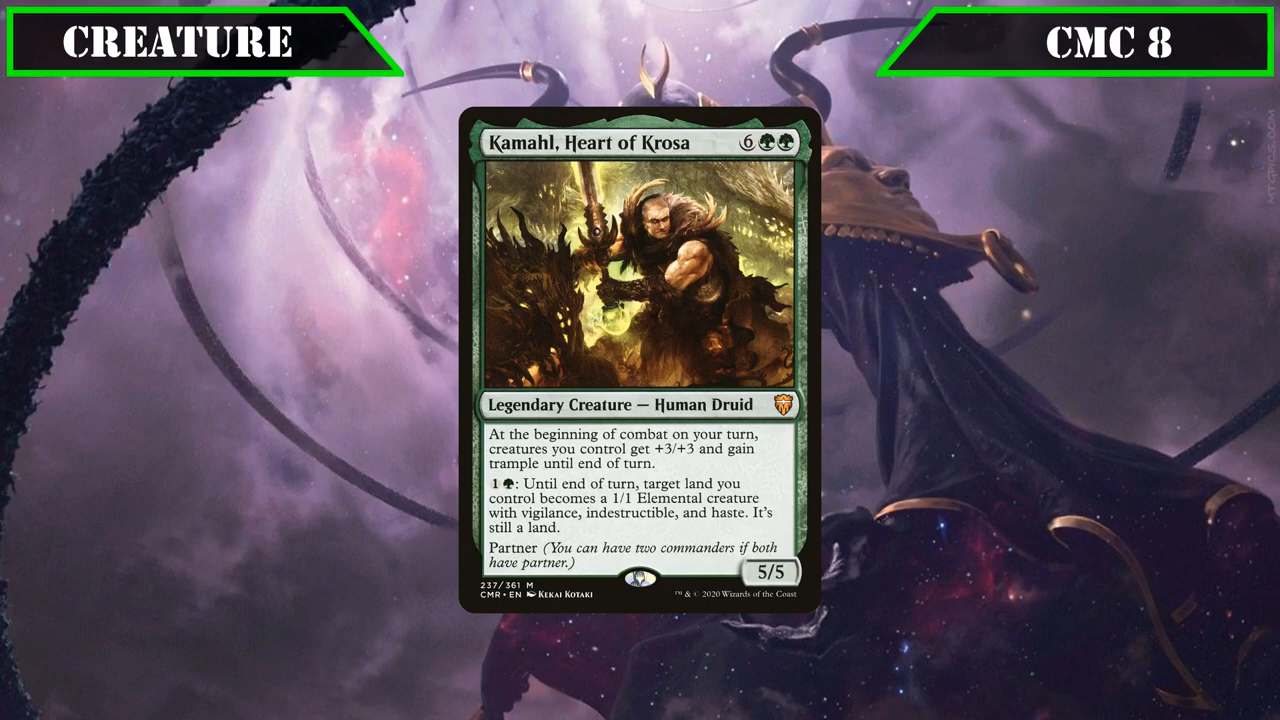 CREATURE
CMC 8
Kamahl, Heart of Krosa 6
Legendary Creature — Human Druid
At the beginning of combat on your turn,
creatures you control get +3/+3 and gain
trample until end of turn.
1 : Until end of turn, target land you
control becomes a 1/1 Elemental creature
with vigilance, indestructible, and haste. It's
still a land.
Partner (You can have two commanders if both
have partner.)
5/5
237/361 M
CMR • EN Kekai Kotaki
™ & © 2020 Wizards of the Coast
MTGPICS.COM